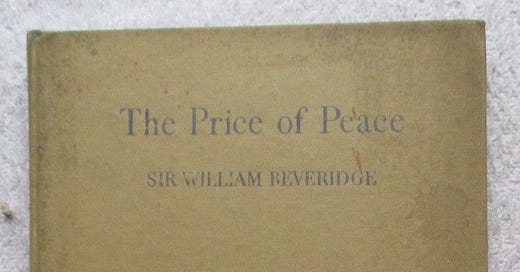 The Price of Peace
SIR WILLIAM BEVERIDGE